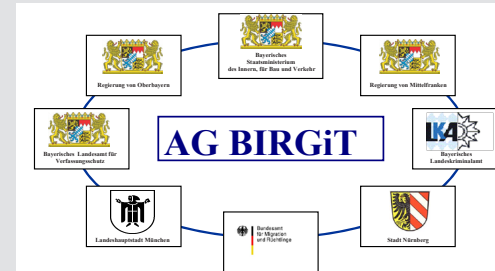 Bayerisches
Staatsministerium
des Innern, für Bau und Verkehr
Regierung von Oberbayern
Regierung von Mittelfranken
AG BIRGiT
Bayerisches Landesamt für
Verfassungsschutz
LKA
Bayerisches
Landeskriminalamt
Landeshauptstadt München
Bundesamt
für Migration
und Flüchtlinge
Stadt Nürnberg